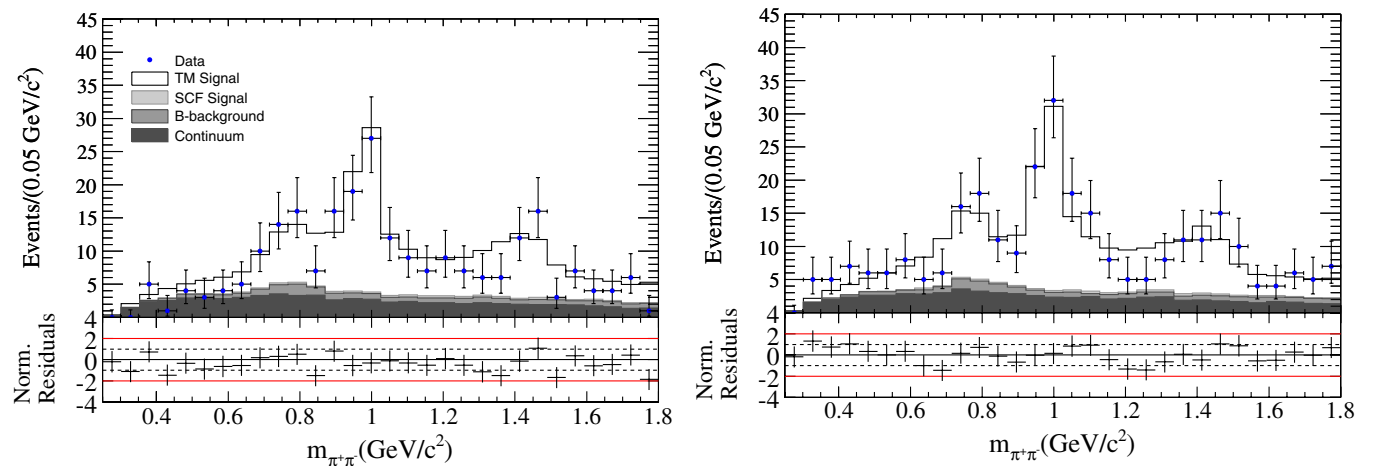 45
40
35
30
25
20
15
10
5
4
2
0
-2
-4
Events/(0.05 GeV/c²)
Norm.
Residuals
Data
TM Signal
SCF Signal
B-background
Continuum
0.4 0.6 0.8 1 1.2 1.4 1.6 1.8
mπ⁺π⁻(GeV/c²)
45
40
35
30
25
20
15
10
5
4
2
0
-2
-4
Events/(0.05 GeV/c²)
Norm.
Residuals
0.4 0.6 0.8 1 1.2 1.4 1.6 1.8
mπ⁺π⁻(GeV/c²)